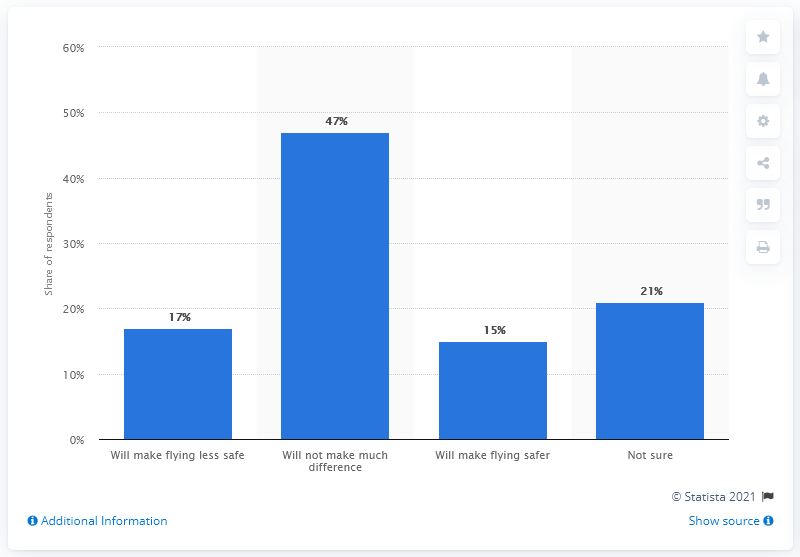 60%
50%
40%
30%
20%
10%
0%
Share of respondents
17%
47%
15%
21%
Will make flying less safe
Will not make much
difference
Will make flying safer
Not sure
© Statista 2021
Additional Information
Show source